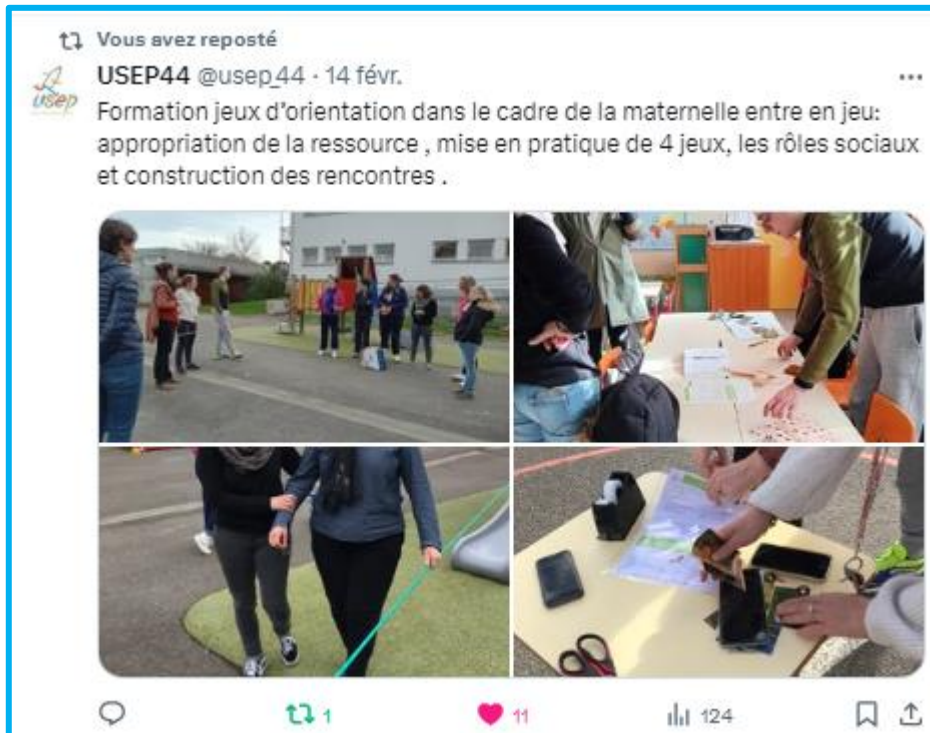 Vous avez reposté
usep
USEP44 @usep_44 · 14 févr.
Formation jeux d'orientation dans le cadre de la maternelle entre en jeu:
appropriation de la ressource , mise en pratique de 4 jeux, les rôles sociaux
et construction des rencontres .
1
11
124